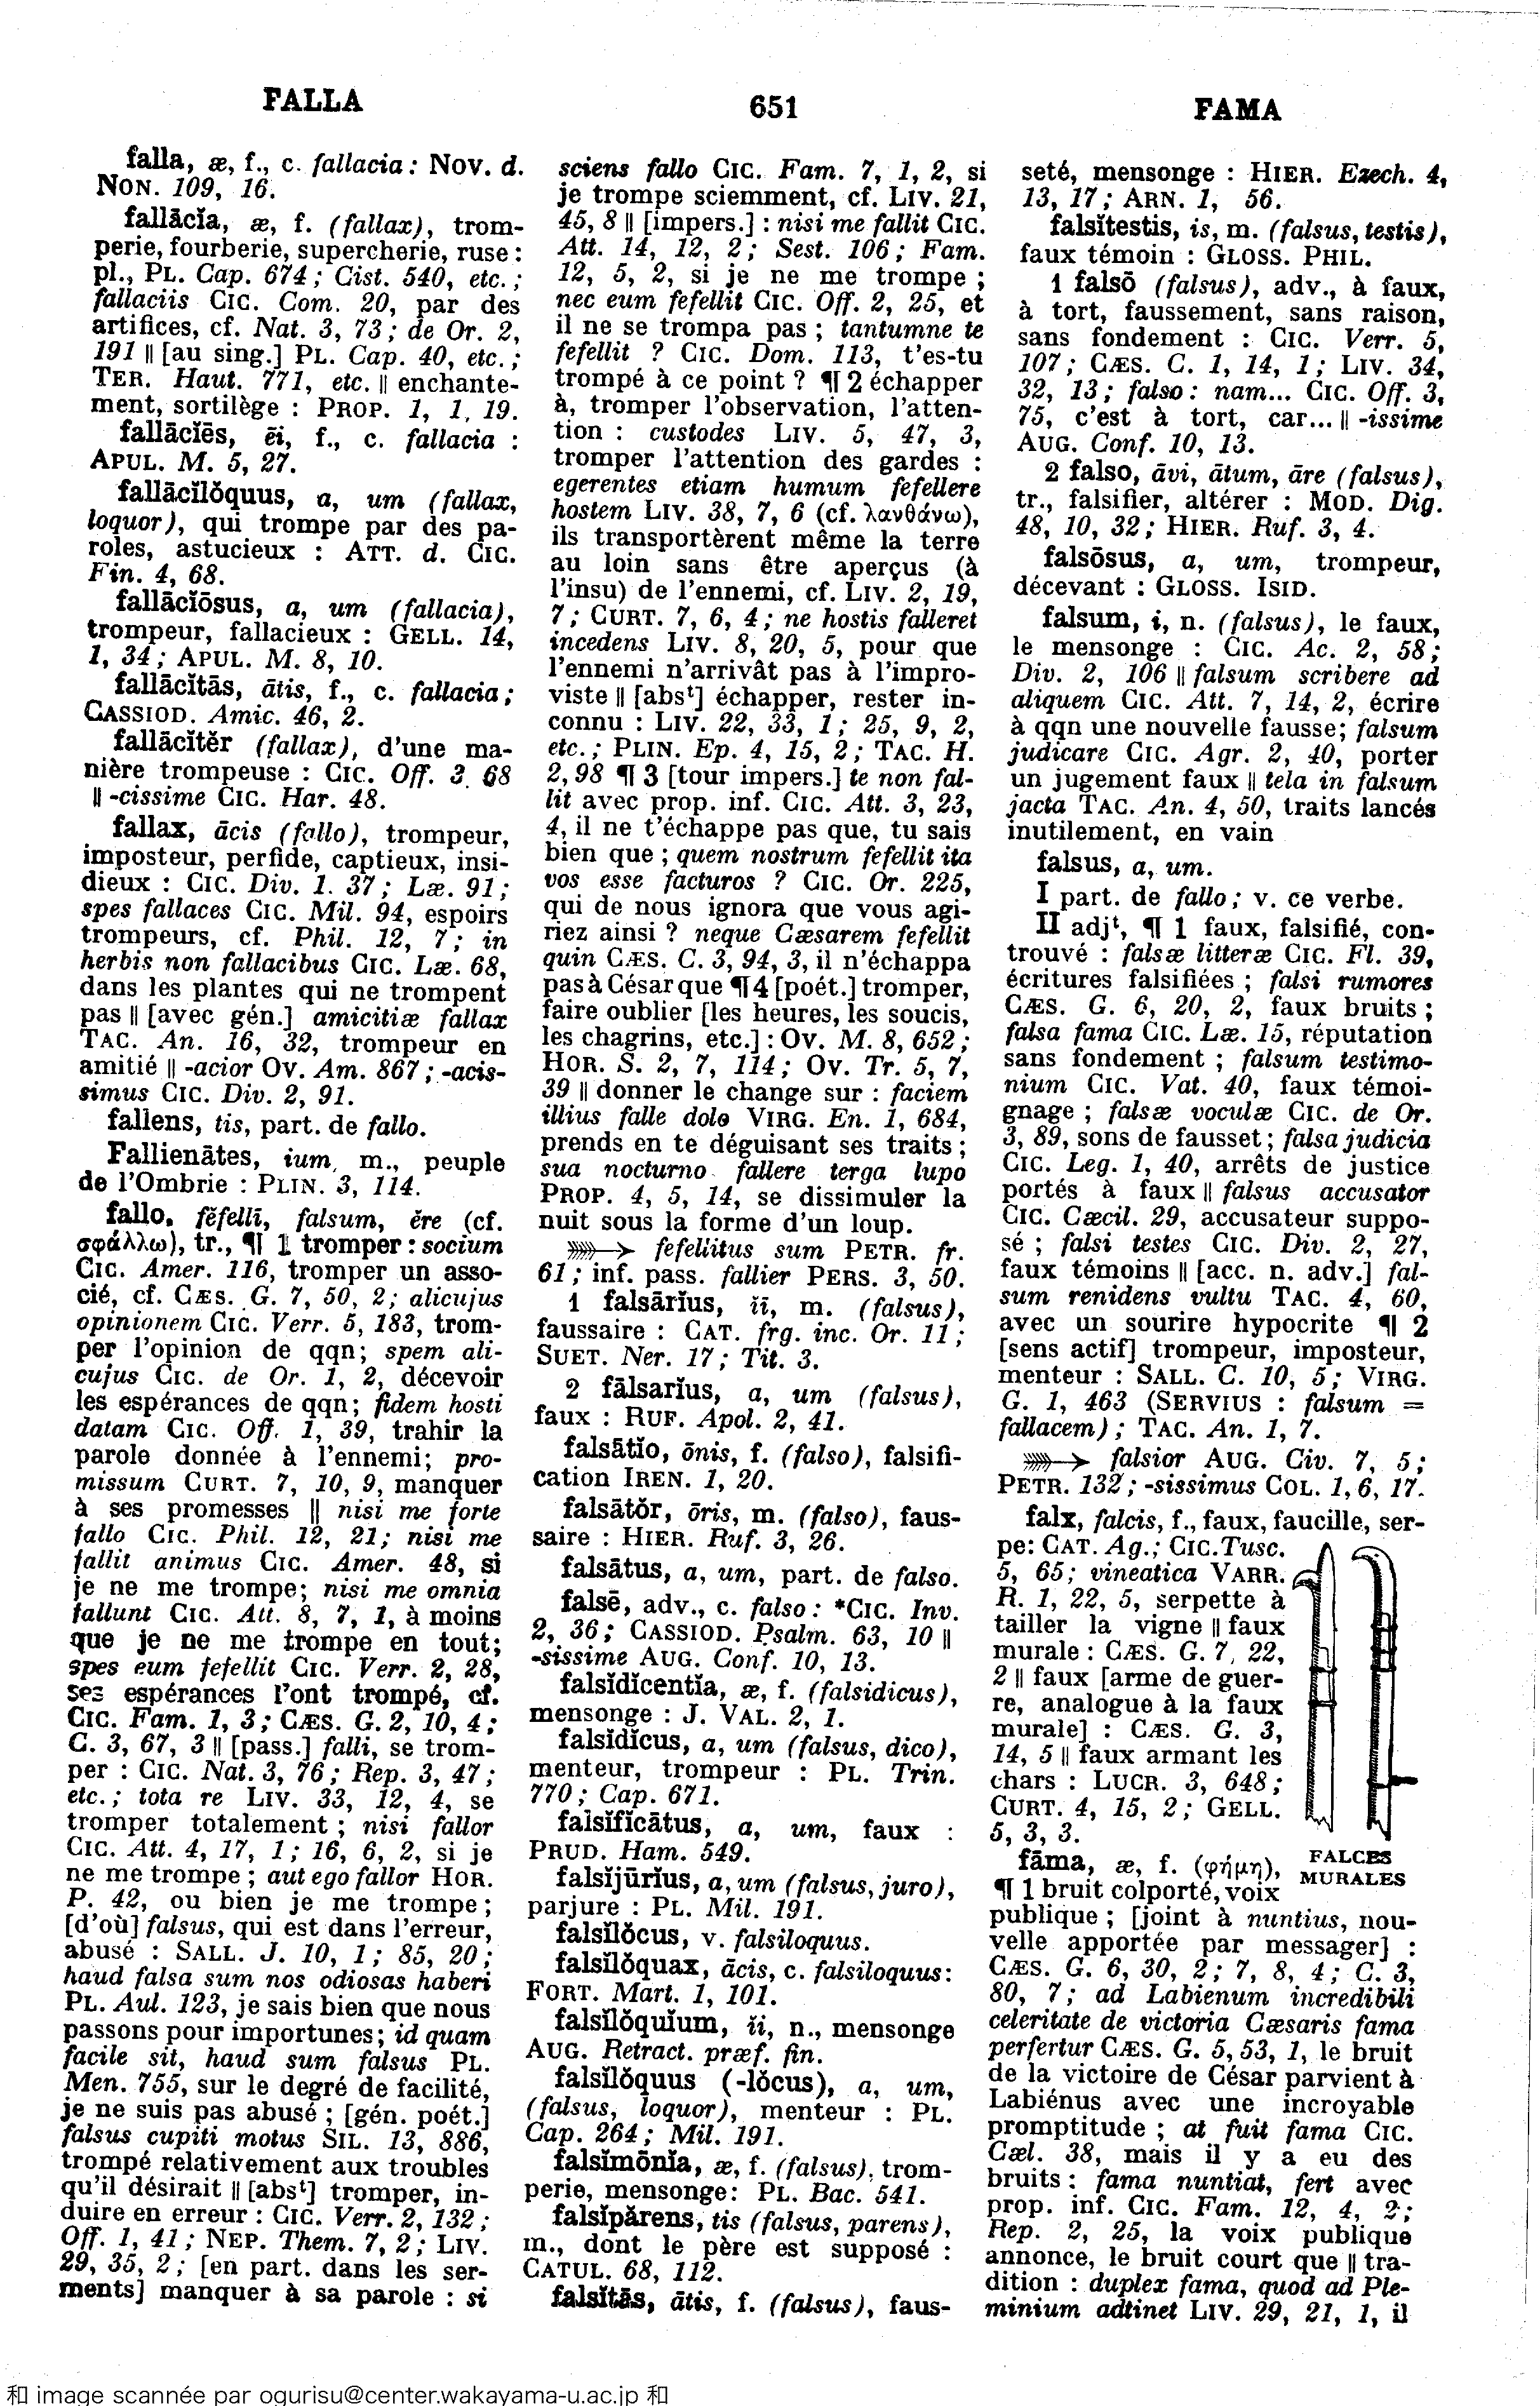 FALLA
651
FAMA
falla, æ, f., c. fallacia : Nov. d.
Non. 109, 16.
fallācĭa, æ, f. (fallax), trom-
perie, fourberie, supercherie, ruse :
pl., Pl. Cap. 674 ; Cist. 540, etc. ;
fallaciis Cic. Com. 20, par des
artifices, cf. Nat. 3, 73 ; de Or. 2,
191 || [au sing.] Pl. Cap. 40, etc. ;
Ter. Haut. 771, etc. || enchante-
ment, sortilège : Prop. 1, 1, 19.
fallācĭēs, ēi, f., c. fallacia :
Apul. M. 5, 27.
fallācĭlŏquus, a, um (fallax,
loquor), qui trompe par des pa-
roles, astucieux : Att. d. Cic.
Fin. 4, 68.
fallācĭōsus, a, um (fallacia),
trompeur, fallacieux : Gell. 14,
1, 34 ; Apul. M. 8, 10.
fallācĭtās, ātis, f., c. fallacia ;
Cassiod. Amic. 46, 2.
fallācĭtĕr (fallax), d'une ma-
nière trompeuse : Cic. Off. 3. 68
|| -cissime Cic. Har. 48.
fallax, ācis (fallo), trompeur,
imposteur, perfide, captieux, insi-
dieux : Cic. Div. 1. 37 ; Læ. 91 ;
spes fallaces Cic. Mil. 94, espoirs
trompeurs, cf. Phil. 12, 7 ; in
herbis non fallacibus Cic. Læ. 68,
dans les plantes qui ne trompent
pas || [avec gén.] amicitiæ fallax
Tac. An. 16, 32, trompeur en
amitié || -acior Ov. Am. 867 ; -acis-
simus Cic. Div. 2, 91.
fallens, tis, part. de fallo.
Fallienātes, ium, m., peuple
de l'Ombrie : Plin. 3, 114.
fallo, fĕfellī, falsum, ĕre (cf.
σφάλλω), tr., ¶ 1 tromper : socium
Cic. Amer. 116, tromper un asso-
cié, cf. Cæs. G. 7, 50, 2 ; alicujus
opinionem Cic. Verr. 5, 183, trom-
per l'opinion de qqn ; spem ali-
cujus Cic. de Or. 1, 2, décevoir
les espérances de qqn ; fidem hosti
datam Cic. Off. 1, 39, trahir la
parole donnée à l'ennemi ; pro-
missum Curt. 7, 10, 9, manquer
à ses promesses || nisi me forte
fallo Cic. Phil. 12, 21 ; nisi me
fallit animus Cic. Amer. 48, si
je ne me trompe ; nisi me omnia
fallunt Cic. Att. 8, 7, 1, à moins
que je ne me trompe en tout ;
spes eum fefellit Cic. Verr. 2, 28,
ses espérances l'ont trompé, cf.
Cic. Fam. 1, 3 ; Cæs. G. 2, 10, 4 ;
C. 3, 67, 3 || [pass.] falli, se trom-
per : Cic. Nat. 3, 76 ; Rep. 3, 47 ;
etc. ; tota re Liv. 33, 12, 4, se
tromper totalement ; nisi fallor
Cic. Att. 4, 17, 1 ; 16, 6, 2, si je
ne me trompe ; aut ego fallor Hor.
P. 42, ou bien je me trompe ;
[d'où] falsus, qui est dans l'erreur,
abusé : Sall. J. 10, 1 ; 85, 20 ;
haud falsa sum nos odiosas haberi
Pl. Aul. 123, je sais bien que nous
passons pour importunes ; id quam
facile sit, haud sum falsus Pl.
Men. 755, sur le degré de facilité,
je ne suis pas abusé ; [gén. poét.]
falsus cupiti motus Sil. 13, 886,
trompé relativement aux troubles
qu'il désirait || [absᵗ] tromper, in-
duire en erreur : Cic. Verr. 2, 132 ;
Off. 1, 41 ; Nep. Them. 7, 2 ; Liv.
29, 35, 2 ; [en part. dans les ser-
ments] manquer à sa parole : si
sciens fallo Cic. Fam. 7, 1, 2, si
je trompe sciemment, cf. Liv. 21,
45, 8 || [impers.] : nisi me fallit Cic.
Att. 14, 12, 2 ; Sest. 106 ; Fam.
12, 5, 2, si je ne me trompe ;
nec eum fefellit Cic. Off. 2, 25, et
il ne se trompa pas ; tantumne te
fefellit ? Cic. Dom. 113, t'es-tu
trompé à ce point ? ¶ 2 échapper
à, tromper l'observation, l'atten-
tion : custodes Liv. 5, 47, 3,
tromper l'attention des gardes :
egerentes etiam humum fefellere
hostem Liv. 38, 7, 6 (cf. λανθάνω),
ils transportèrent même la terre
au loin sans être aperçus (à
l'insu) de l'ennemi, cf. Liv. 2, 19,
7 ; Curt. 7, 6, 4 ; ne hostis falleret
incedens Liv. 8, 20, 5, pour que
l'ennemi n'arrivât pas à l'impro-
viste || [absᵗ] échapper, rester in-
connu : Liv. 22, 33, 1 ; 25, 9, 2,
etc. ; Plin. Ep. 4, 15, 2 ; Tac. H.
2, 98 ¶ 3 [tour impers.] te non fal-
lit avec prop. inf. Cic. Att. 3, 23,
4, il ne t'échappe pas que, tu sais
bien que ; quem nostrum fefellit ita
vos esse facturos ? Cic. Or. 225,
qui de nous ignora que vous agi-
riez ainsi ? neque Cæsarem fefellit
quin Cæs. C. 3, 94, 3, il n'échappa
pas à César que ¶ 4 [poét.] tromper,
faire oublier [les heures, les soucis,
les chagrins, etc.] : Ov. M. 8, 652 ;
Hor. S. 2, 7, 114 ; Ov. Tr. 5, 7,
39 || donner le change sur : faciem
illius falle dolo Virg. En. 1, 684,
prends en te déguisant ses traits ;
sua nocturno fallere terga lupo
Prop. 4, 5, 14, se dissimuler la
nuit sous la forme d'un loup.
fefellitus sum Petr. fr.
61 ; inf. pass. fallier Pers. 3, 50.
1 falsārĭus, ĭi, m. (falsus),
faussaire : Cat. frg. inc. Or. 11 ;
Suet. Ner. 17 ; Tit. 3.
2 fālsarĭus, a, um (falsus),
faux : Ruf. Apol. 2, 41.
falsātĭo, ōnis, f. (falso), falsifi-
cation Iren. 1, 20.
falsātŏr, ōris, m. (falso), faus-
saire : Hier. Ruf. 3, 26.
falsātus, a, um, part. de falso.
falsē, adv., c. falso : *Cic. Inv.
2, 36 ; Cassiod. Psalm. 63, 10 ||
-sissime Aug. Conf. 10, 13.
falsĭdĭcentĭa, æ, f. (falsidicus),
mensonge : J. Val. 2, 1.
falsĭdĭcus, a, um (falsus, dico),
menteur, trompeur : Pl. Trin.
770 ; Cap. 671.
falsĭfĭcātus, a, um, faux :
Prud. Ham. 549.
falsĭjūrĭus, a, um (falsus, juro),
parjure : Pl. Mil. 191.
falsĭlŏcus, v. falsiloquus.
falsĭlŏquax, ācis, c. falsiloquus :
Fort. Mart. 1, 101.
falsĭlŏquĭum, ĭi, n., mensonge
Aug. Retract. præf. fin.
falsĭlŏquus (-lŏcus), a, um,
(falsus, loquor), menteur : Pl.
Cap. 264 ; Mil. 191.
falsĭmōnĭa, æ, f. (falsus), trom-
perie, mensonge : Pl. Bac. 541.
falsĭpărens, tis (falsus, parens),
m., dont le père est supposé :
Catul. 68, 112.
falsĭtās, ātis, f. (falsus), faus-
seté, mensonge : Hier. Ezech. 4,
13, 17 ; Arn. 1, 56.
falsĭtestis, is, m. (falsus, testis),
faux témoin : Gloss. Phil.
1 falsō (falsus), adv., à faux,
à tort, faussement, sans raison,
sans fondement : Cic. Verr. 5,
107 ; Cæs. C. 1, 14, 1 ; Liv. 34,
32, 13 ; falso : nam... Cic. Off. 3,
75, c'est à tort, car... || -issime
Aug. Conf. 10, 13.
2 falso, āvi, ātum, āre (falsus),
tr., falsifier, altérer : Mod. Dig.
48, 10, 32 ; Hier. Ruf. 3, 4.
falsōsus, a, um, trompeur,
décevant : Gloss. Isid.
falsum, i, n. (falsus), le faux,
le mensonge : Cic. Ac. 2, 58 ;
Div. 2, 106 || falsum scribere ad
aliquem Cic. Att. 7, 14, 2, écrire
à qqn une nouvelle fausse ; falsum
judicare Cic. Agr. 2, 40, porter
un jugement faux || tela in falsum
jacta Tac. An. 4, 50, traits lancés
inutilement, en vain
falsus, a, um.
I part. de fallo ; v. ce verbe.
II adjᵗ, ¶ 1 faux, falsifié, con-
trouvé : falsæ litteræ Cic. Fl. 39,
écritures falsifiées ; falsi rumores
Cæs. G. 6, 20, 2, faux bruits ;
falsa fama Cic. Læ. 15, réputation
sans fondement ; falsum testimo-
nium Cic. Vat. 40, faux témoi-
gnage ; falsæ voculæ Cic. de Or.
3, 89, sons de fausset ; falsa judicia
Cic. Leg. 1, 40, arrêts de justice
portés à faux || falsus accusator
Cic. Cæcil. 29, accusateur suppo-
sé ; falsi testes Cic. Div. 2, 27,
faux témoins || [acc. n. adv.] fal-
sum renidens vultu Tac. 4, 60,
avec un sourire hypocrite ¶ 2
[sens actif] trompeur, imposteur,
menteur : Sall. C. 10, 5 ; Virg.
G. 1, 463 (Servius : falsum =
fallacem) ; Tac. An. 1, 7.
falsior Aug. Civ. 7, 5 ;
Petr. 132 ; -sissimus Col. 1, 6, 17.
falx, falcis, f., faux, faucille, ser-
pe : Cat. Ag. ; Cic. Tusc.
5, 65 ; vineatica Varr.
R. 1, 22, 5, serpette à
tailler la vigne || faux
murale : Cæs. G. 7, 22,
2 || faux [arme de guer-
re, analogue à la faux
murale] : Cæs. G. 3,
14, 5 || faux armant les
chars : Lucr. 3, 648 ;
Curt. 4, 15, 2 ; Gell.
5, 3, 3.
FALCES
MURALES
fāma, æ, f. (φήμη),
¶ 1 bruit colporté, voix
publique ; [joint à nuntius, nou-
velle apportée par messager] :
Cæs. G. 6, 30, 2 ; 7, 8, 4 ; C. 3,
80, 7 ; ad Labienum incredibili
celeritate de victoria Cæsaris fama
perfertur Cæs. G. 5, 53, 1, le bruit
de la victoire de César parvient à
Labiénus avec une incroyable
promptitude ; at fuit fama Cic.
Cæl. 38, mais il y a eu des
bruits : fama nuntiat, fert avec
prop. inf. Cic. Fam. 12, 4, 2 ;
Rep. 2, 25, la voix publique
annonce, le bruit court que || tra-
dition : duplex fama, quod ad Ple-
minium adtinet Liv. 29, 21, 1, il
和 image scannée par ogurisu@center.wakayama-u.ac.jp 和